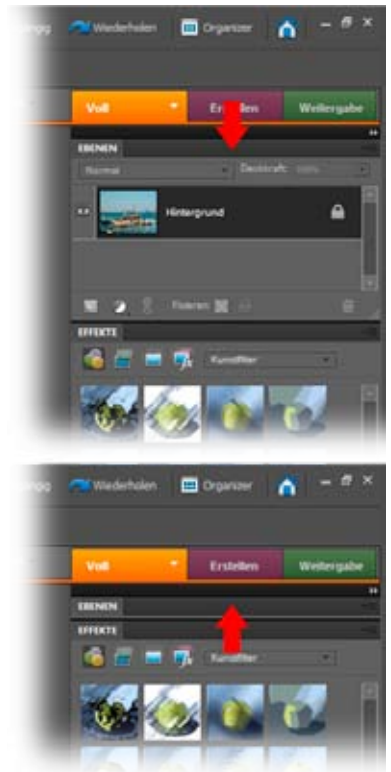 Wiederholen Organizer
Voll Erstellen Weitergabe
EBENEN
Normal Deckkraft: 100%
Hintergrund
Fixieren:
EFFEKTE
Kunstfilter
Wiederholen Organizer
Voll Erstellen Weitergabe
EBENEN
EFFEKTE
Kunstfilter